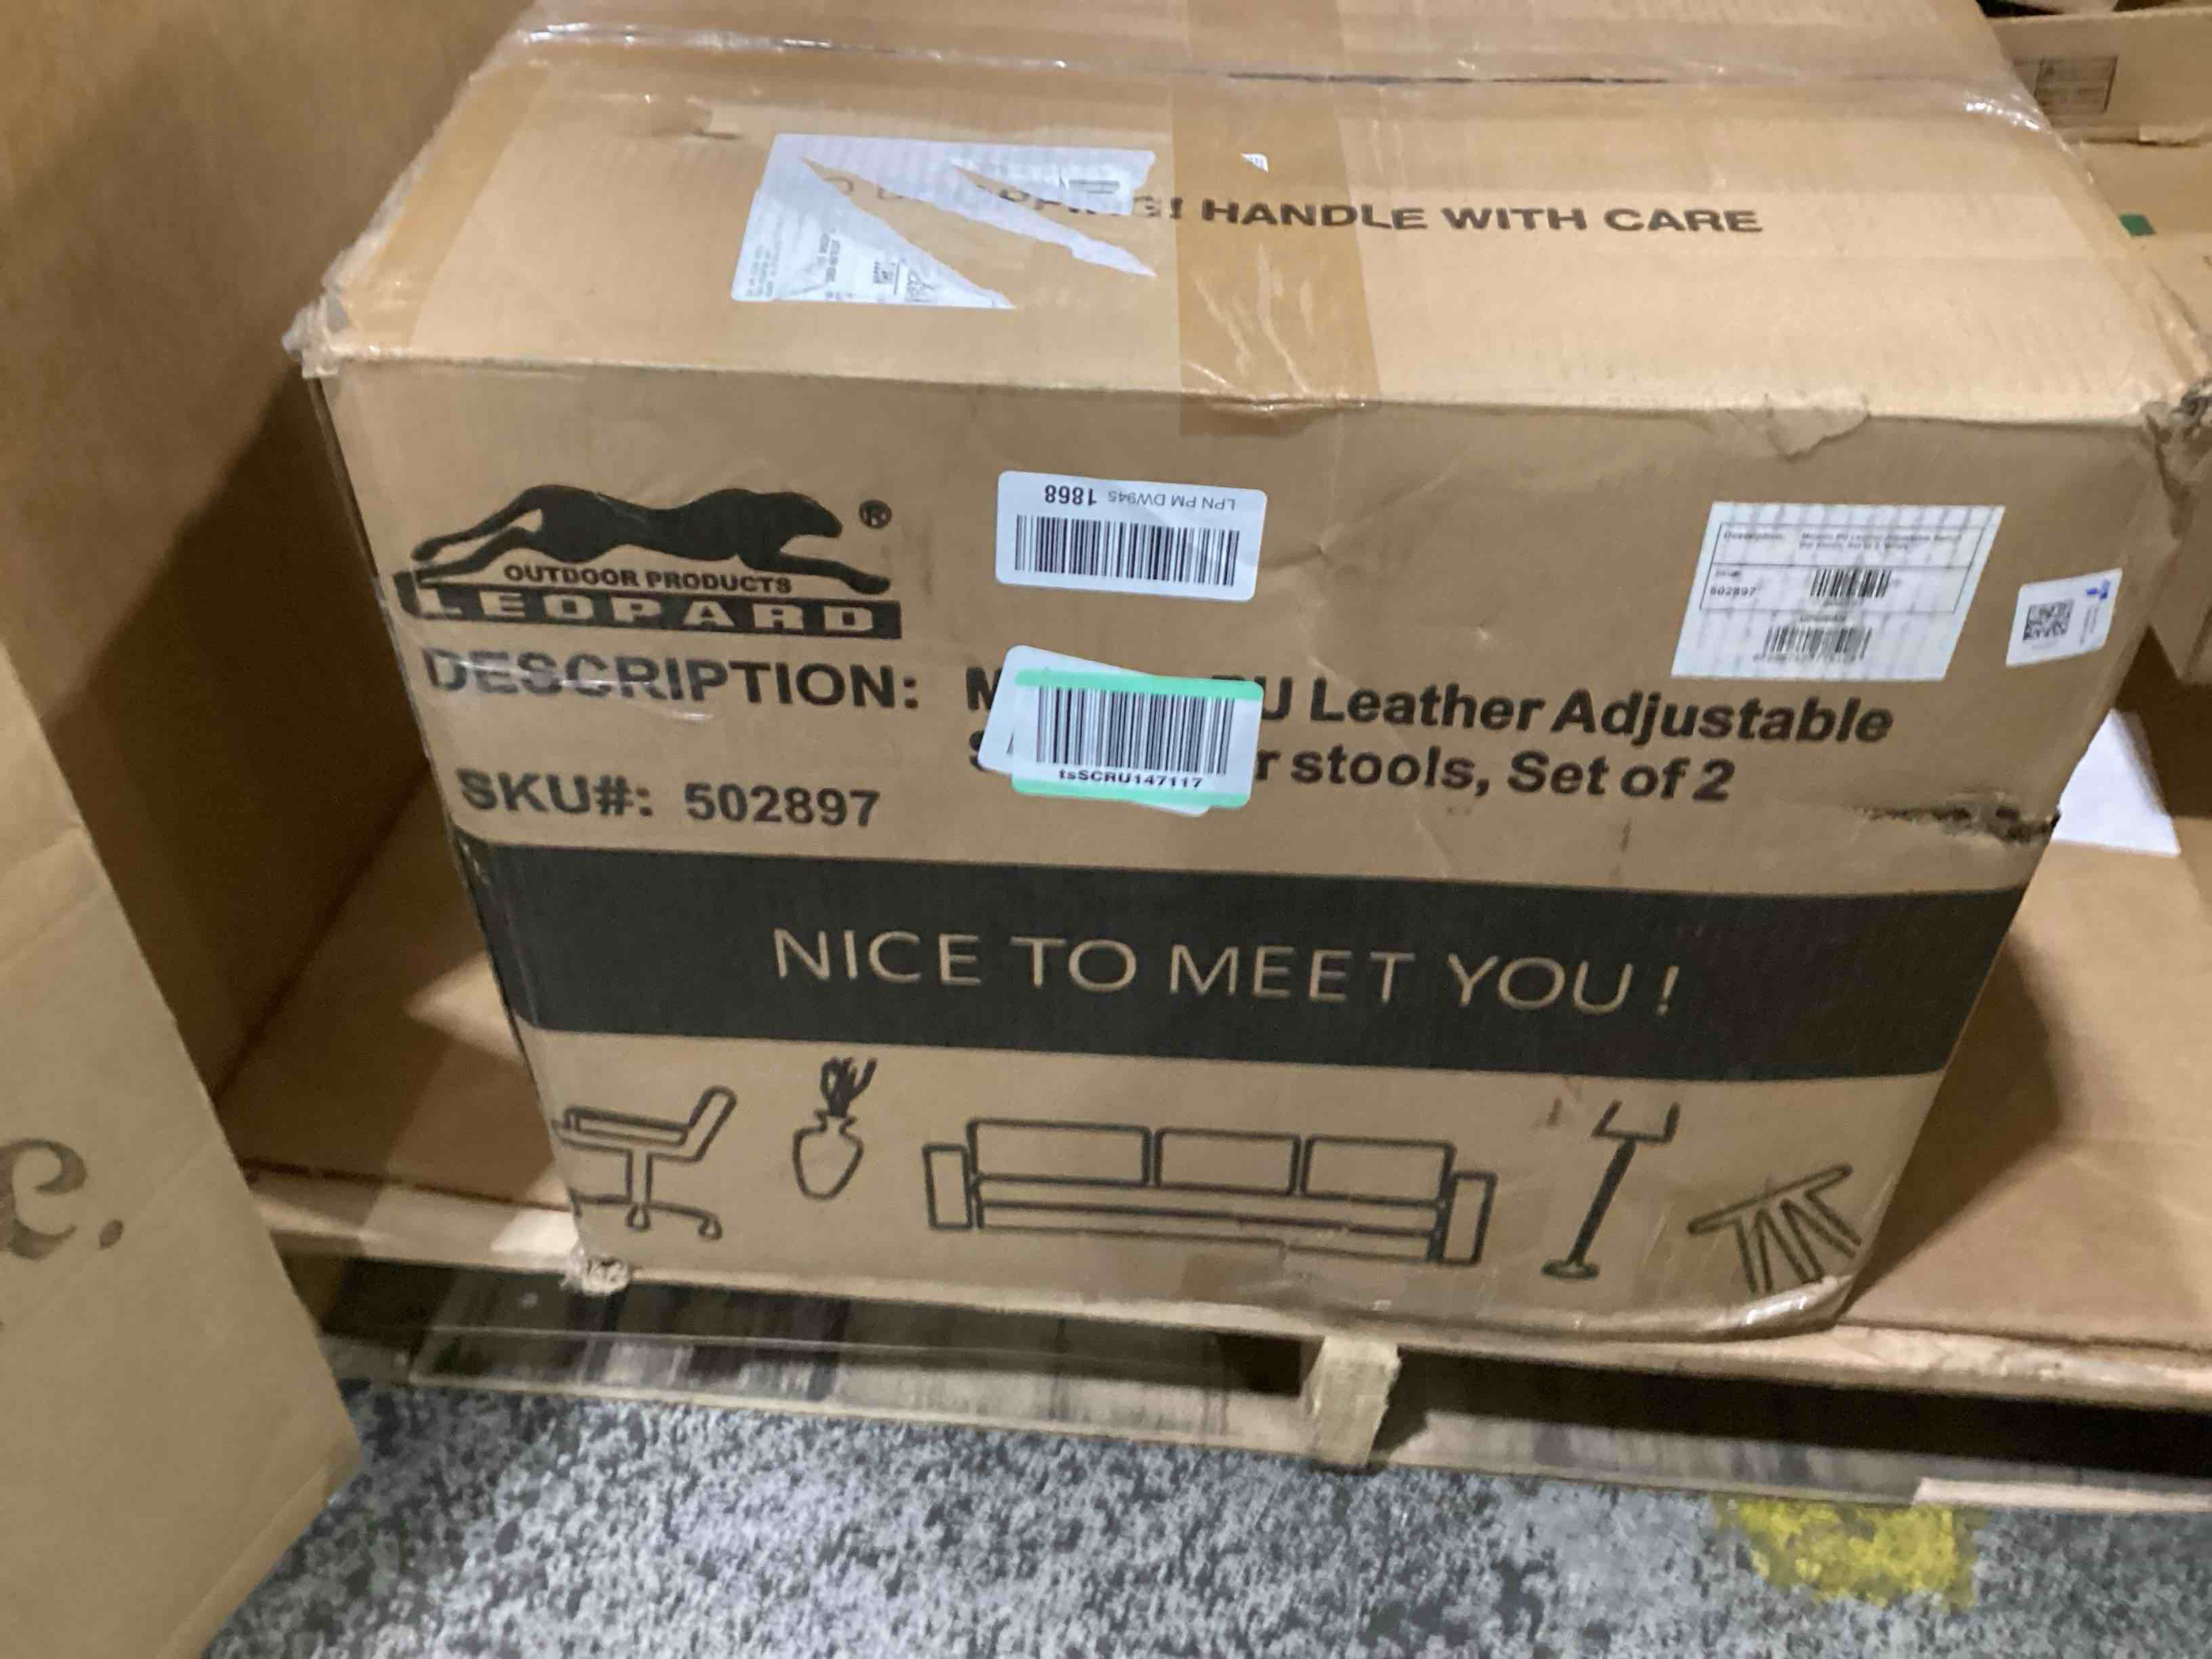 ! HANDLE WITH CARE
®
OUTDOOR PRODUCTS
LEOPARD
LPN PM DW945 1868
502897
DESCRIPTION: Leather Adjustable
stools, Set of 2
tsSCRU147117
SKU#: 502897
NICE TO MEET YOU!